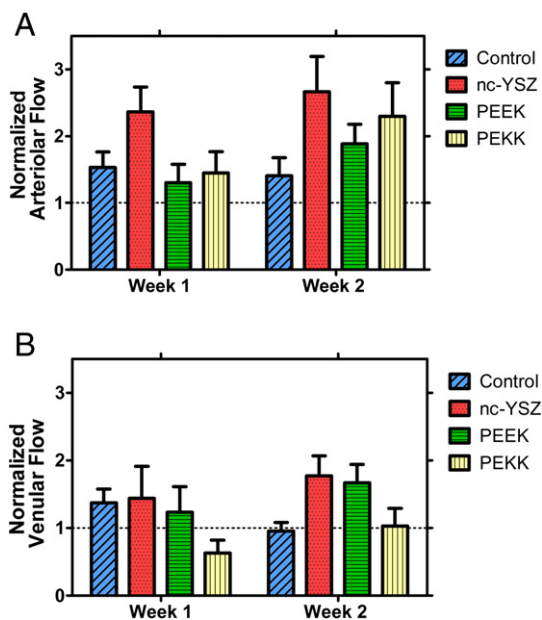 A
Normalized
Arteriolar Flow
3
2
1
0
Week 1
Week 2
Control
nc-YSZ
PEEK
PEKK
B
Normalized
Venular Flow
3
2
1
0
Week 1
Week 2
Control
nc-YSZ
PEEK
PEKK